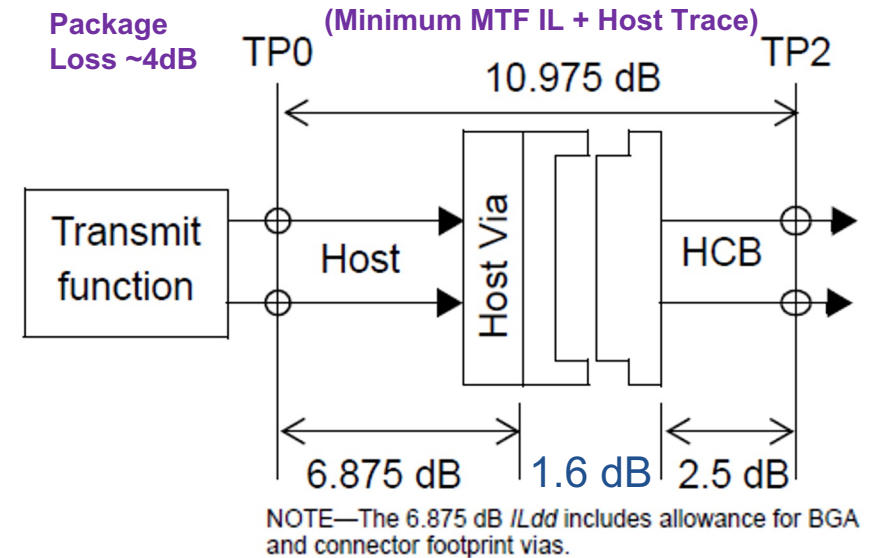 Package
Loss ~4dB
(Minimum MTF IL + Host Trace)
TP0
TP2
10.975 dB
Transmit
function
Host
Host Via
HCB
6.875 dB
1.6 dB
2.5 dB
NOTE—The 6.875 dB ILdd includes allowance for BGA
and connector footprint vias.